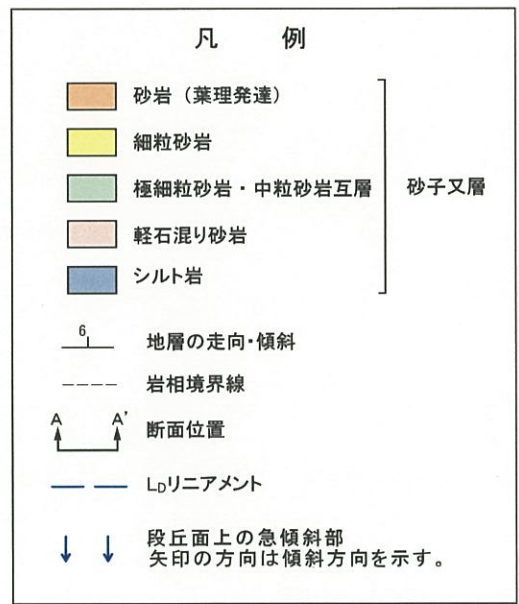 凡 例
砂岩（葉理発達）
細粒砂岩
極細粒砂岩・中粒砂岩互層
砂子又層
軽石混り砂岩
シルト岩
6
地層の走向・傾斜
岩相境界線
A A'
断面位置
LDリニアメント
段丘面上の急傾斜部
矢印の方向は傾斜方向を示す。